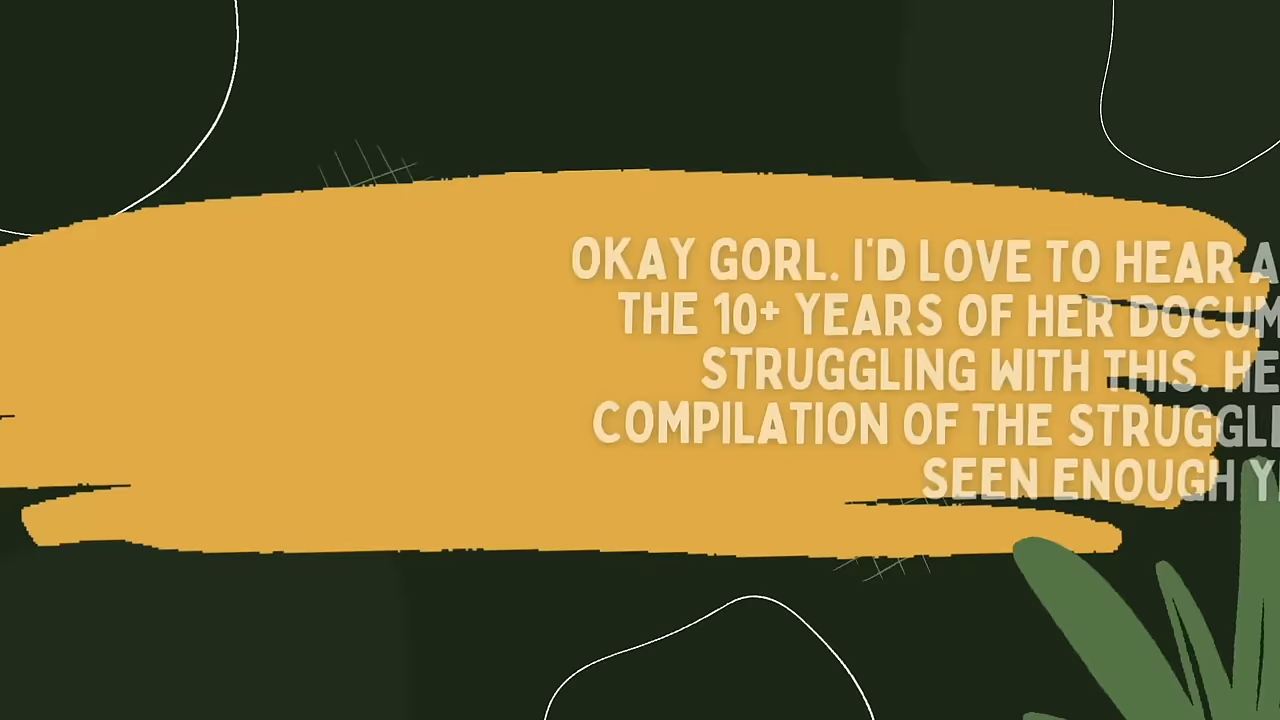 OKAY GORL. I'D LOVE TO HEAR A
THE 10+ YEARS OF HER DOCUM
STRUGGLING WITH THIS. HE
COMPILATION OF THE STRUGGLE
SEEN ENOUGH Y